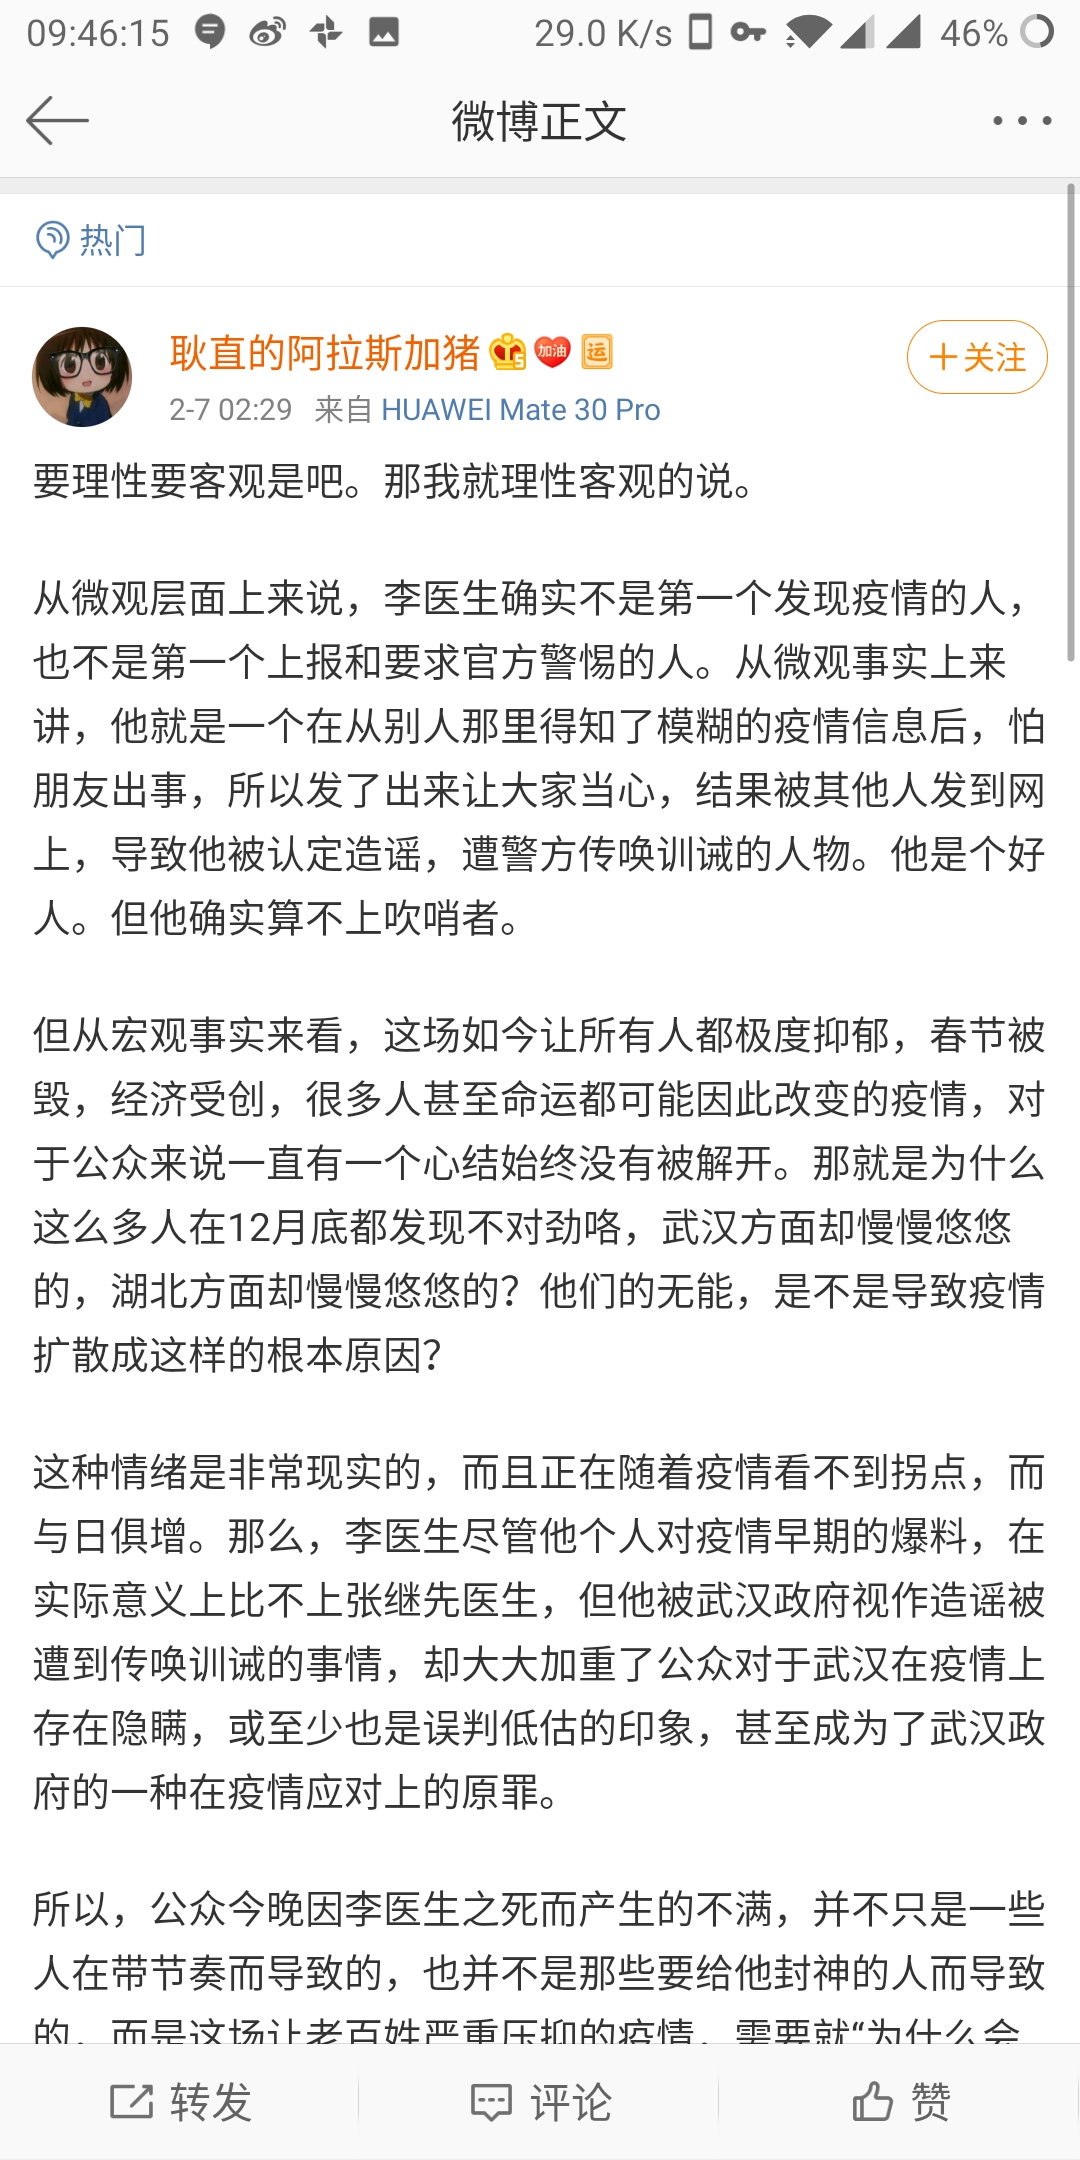 09:46:15 29.0 K/s 46%
微博正文
热门
耿直的阿拉斯加猪 加油 运
+关注
2-7 02:29 来自 HUAWEI Mate 30 Pro
要理性要客观是吧。那我就理性客观的说。
从微观层面上来说，李医生确实不是第一个发现疫情的人，
也不是第一个上报和要求官方警惕的人。从微观事实上来
讲，他就是一个在从别人那里得知了模糊的疫情信息后，怕
朋友出事，所以发了出来让大家当心，结果被其他人发到网
上，导致他被认定造谣，遭警方传唤训诫的人物。他是个好
人。但他确实算不上吹哨者。
但从宏观事实来看，这场如今让所有人都极度抑郁，春节被
毁，经济受创，很多人甚至命运都可能因此改变的疫情，对
于公众来说一直有一个心结始终没有被解开。那就是为什么
这么多人在12月底都发现不对劲咯，武汉方面却慢慢悠悠
的，湖北方面却慢慢悠悠的？他们的无能，是不是导致疫情
扩散成这样的根本原因？
这种情绪是非常现实的，而且正在随着疫情看不到拐点，而
与日俱增。那么，李医生尽管他个人对疫情早期的爆料，在
实际意义上比不上张继先医生，但他被武汉政府视作造谣被
遭到传唤训诫的事情，却大大加重了公众对于武汉在疫情上
存在隐瞒，或至少也是误判低估的印象，甚至成为了武汉政
府的一种在疫情应对上的原罪。
所以，公众今晚因李医生之死而产生的不满，并不只是一些
人在带节奏而导致的，也并不是那些要给他封神的人而导致
的，而是这场让老百姓严重压抑的疫情，需要就“为什么会
转发 评论 赞